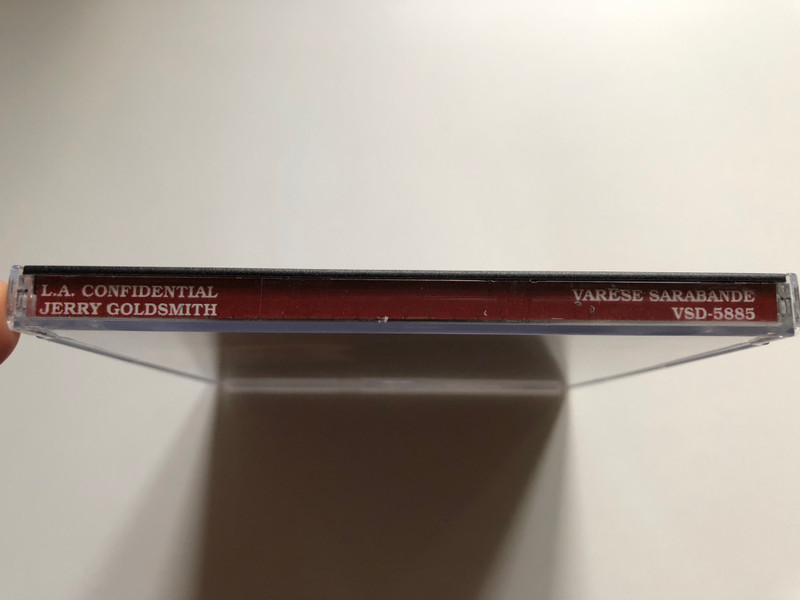 L.A. CONFIDENTIAL
JERRY GOLDSMITH
VARÈSE SARABANDE
VSD-5885